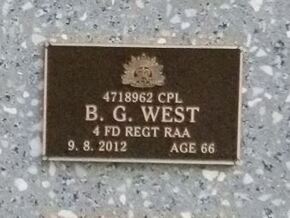 4718962 CPL
B. G. WEST
4 FD REGT RAA
9. 8. 2012 AGE 66